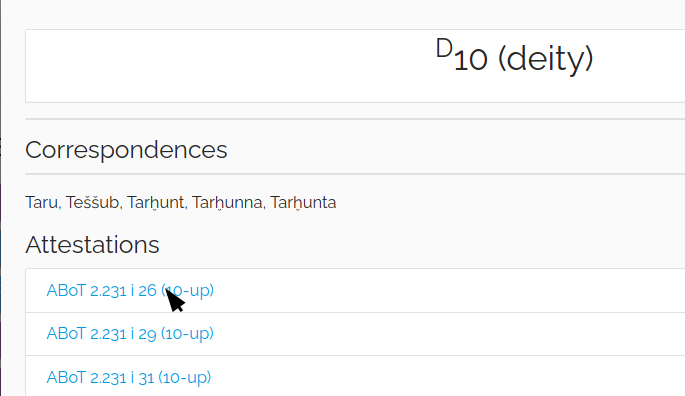 ᴰ10 (deity)
Correspondences
Taru, Teššub, Tarḫunt, Tarḫunna, Tarḫunta
Attestations
ABoT 2.231 i 26 (10-up)
ABoT 2.231 i 29 (10-up)
ABoT 2.231 i 31 (10-up)